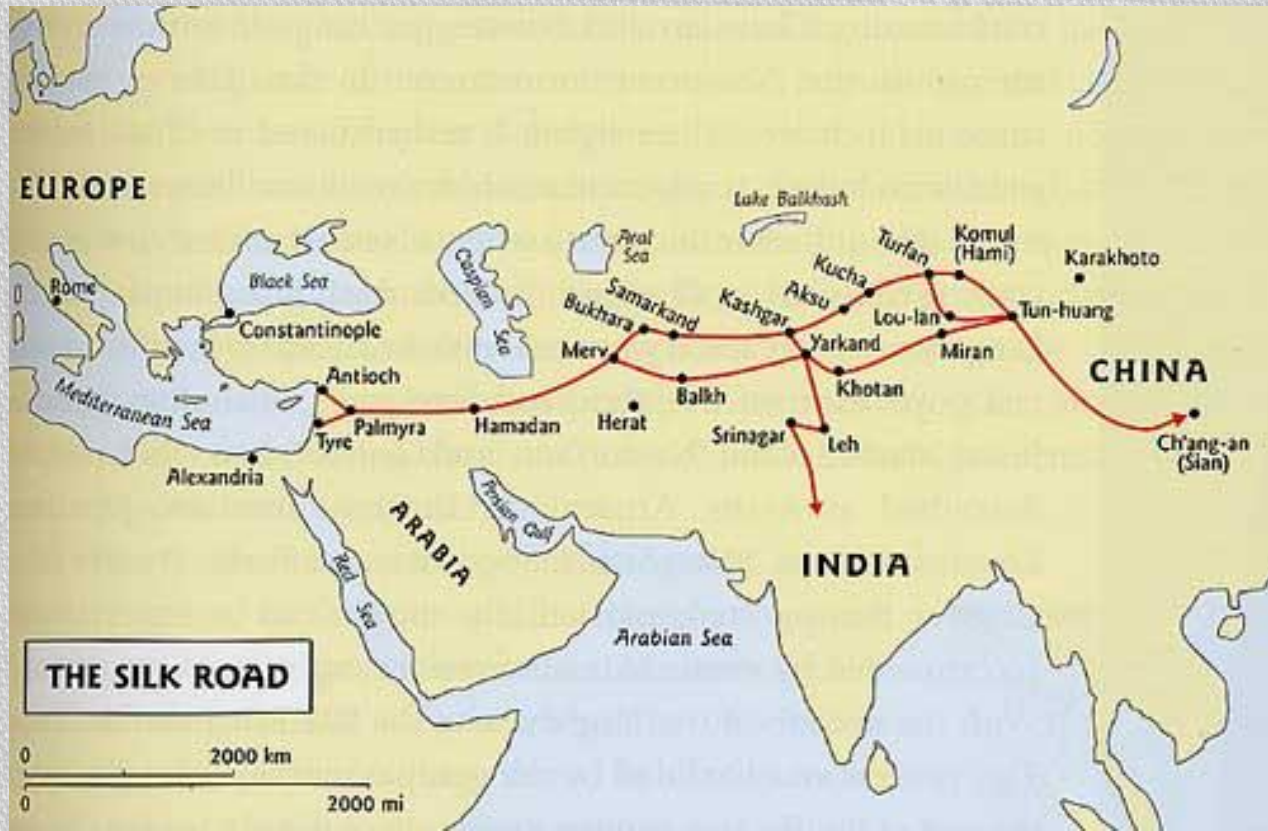 EUROPE
Lake Balkhash
Aral
Sea
Turfan
Komul
(Hami)
Karakhoto
Rome
Black Sea
Caspian
Sea
Kucha
Samarkand
Kashgar
Aksu
Bukhara
Lou-lan
Tun-huang
Constantinople
Merv
Yarkand
Miran
CHINA
Antioch
Khotan
Mediterranean Sea
Balkh
Tyre
Palmyra
Hamadan
Herat
Srinagar
Leh
Ch'ang-an
(Sian)
Alexandria
Persian Gulf
ARABIA
Red
Sea
INDIA
Arabian Sea
THE SILK ROAD
0 2000 km
0 2000 mi